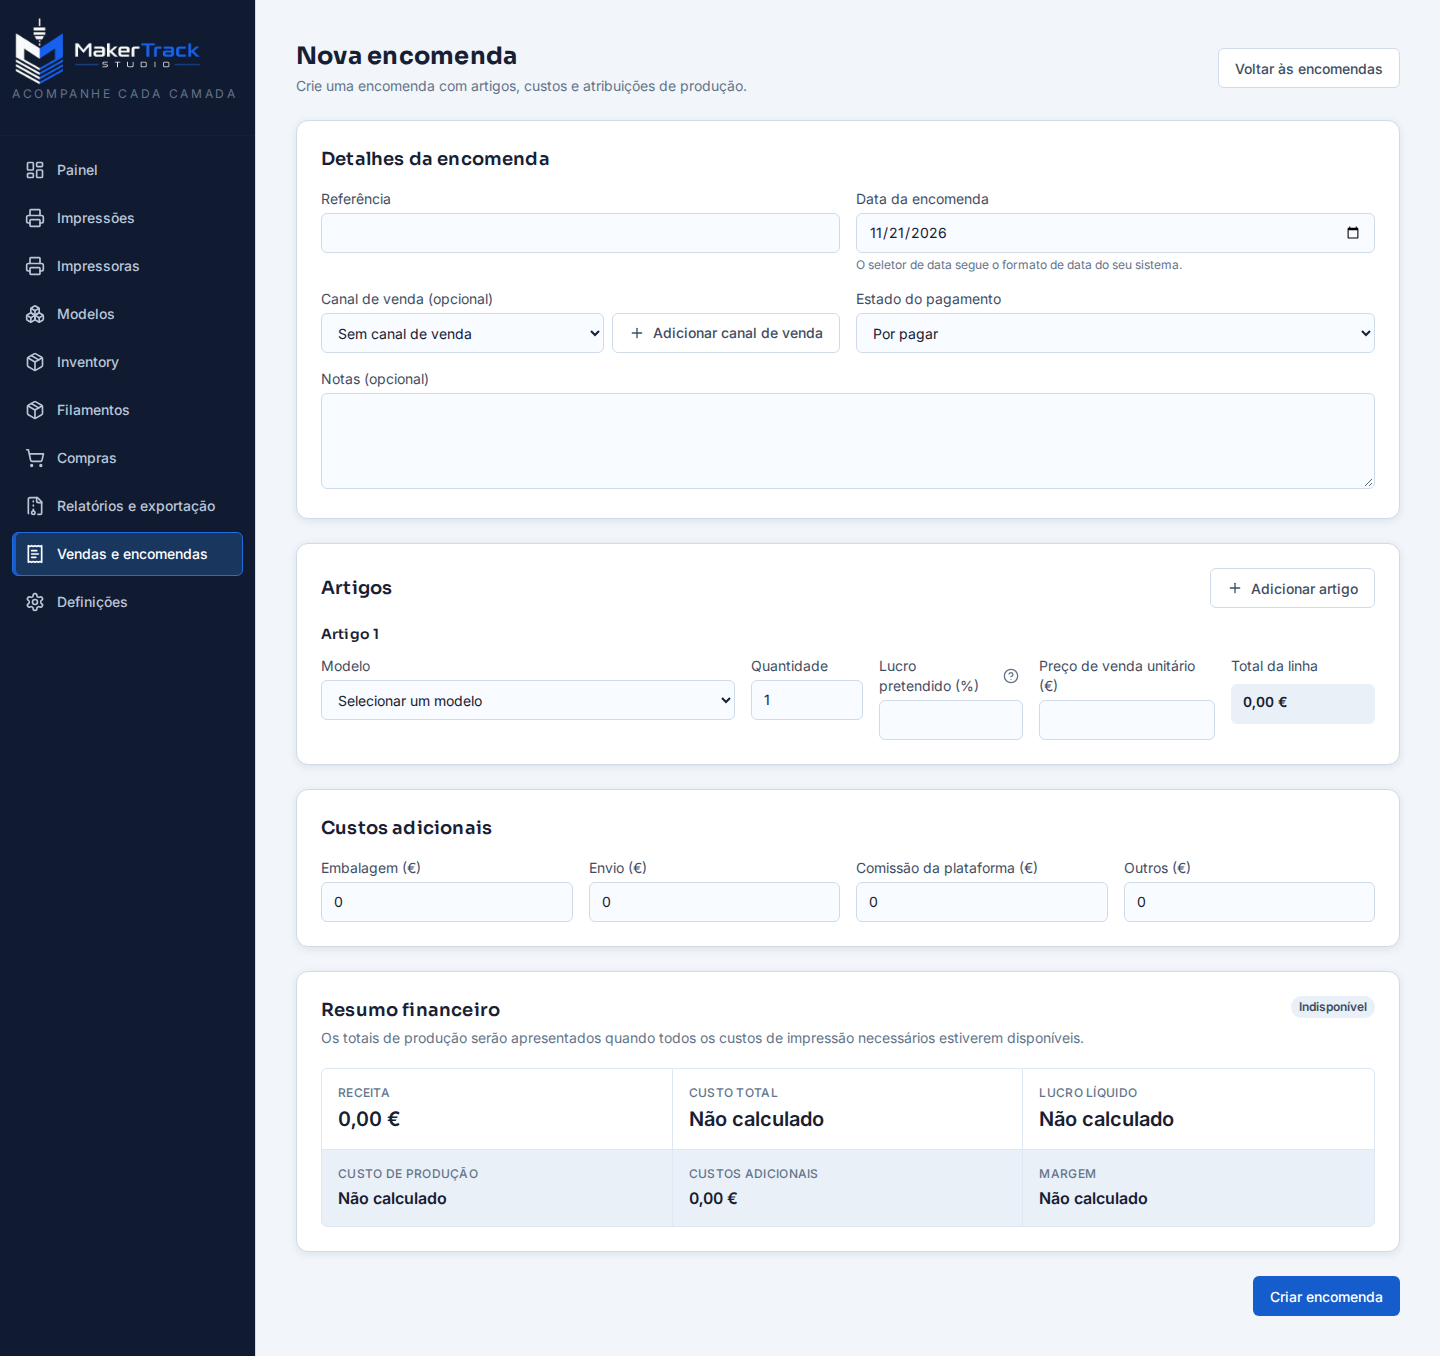 MakerTrack
STUDIO
ACOMPANHE CADA CAMADA
Painel
Impressões
Impressoras
Modelos
Inventory
Filamentos
Compras
Relatórios e exportação
Vendas e encomendas
Definições
Nova encomenda
Crie uma encomenda com artigos, custos e atribuições de produção.
Voltar às encomendas
Detalhes da encomenda
Referência
Data da encomenda
11/21/2026
O seletor de data segue o formato de data do seu sistema.
Canal de venda (opcional)
Estado do pagamento
Sem canal de venda
Adicionar canal de venda
Por pagar
Notas (opcional)
Artigos
Adicionar artigo
Artigo 1
Modelo
Quantidade
Lucro
pretendido (%)
Preço de venda unitário
(€)
Total da linha
Selecionar um modelo
1
0,00 €
Custos adicionais
Embalagem (€)
Envio (€)
Comissão da plataforma (€)
Outros (€)
0
0
0
0
Resumo financeiro
Indisponível
Os totais de produção serão apresentados quando todos os custos de impressão necessários estiverem disponíveis.
RECEITA
CUSTO TOTAL
LUCRO LÍQUIDO
0,00 €
Não calculado
Não calculado
CUSTO DE PRODUÇÃO
CUSTOS ADICIONAIS
MARGEM
Não calculado
0,00 €
Não calculado
Criar encomenda